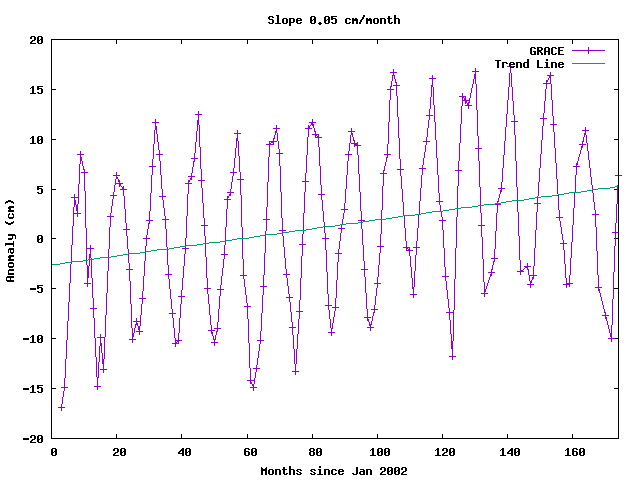 Slope 0.05 cm/month
GRACE
Trend Line
20
15
10
5
0
-5
-10
-15
-20
Anomaly (cm)
0 20 40 60 80 100 120 140 160
Months since Jan 2002